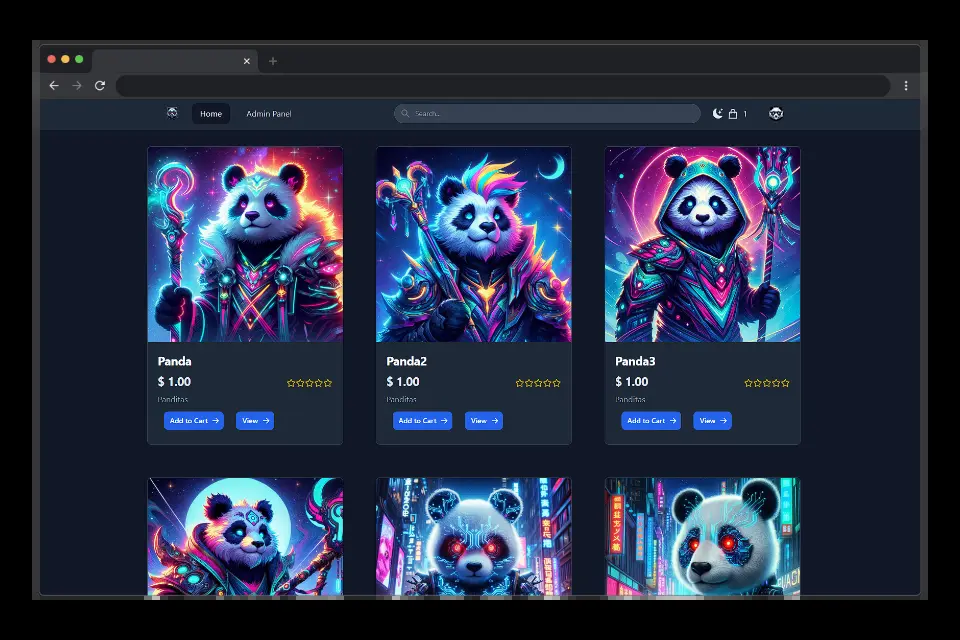 Home
Admin Panel
Search...
1
Panda
$ 1.00
Panditas
Add to Cart →
View →
Panda2
$ 1.00
Panditas
Add to Cart →
View →
Panda3
$ 1.00
Panditas
Add to Cart →
View →